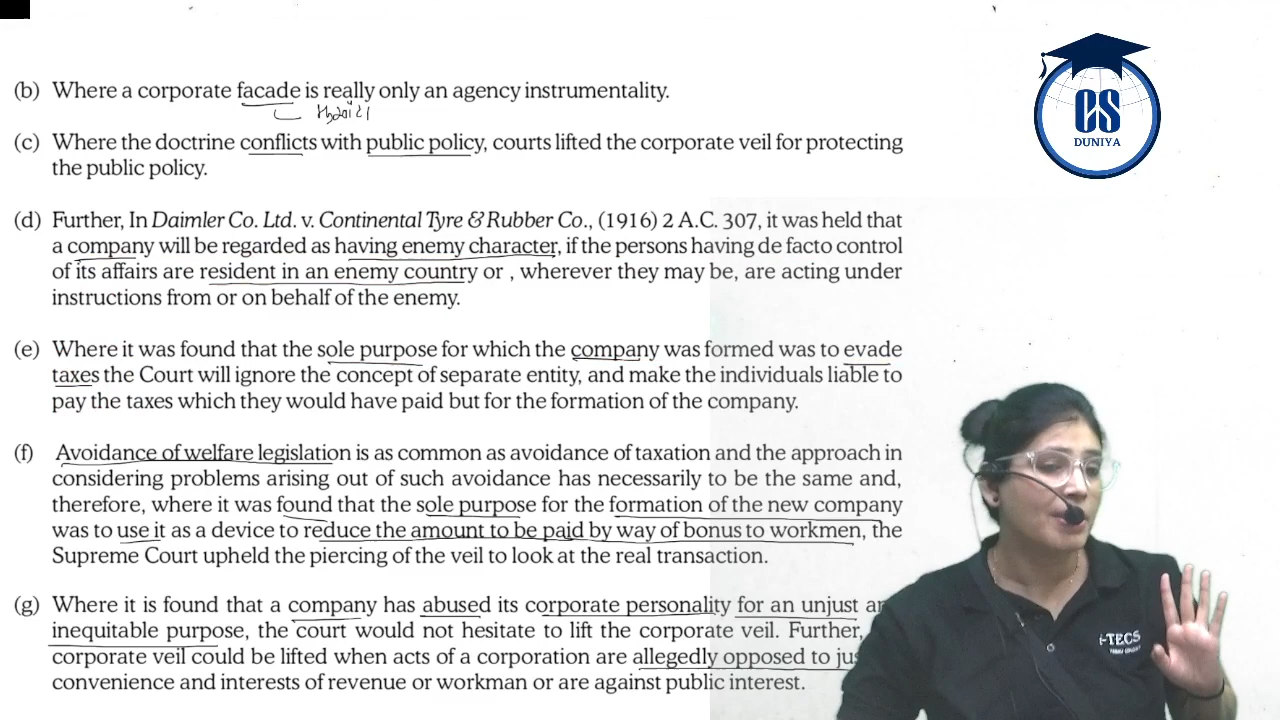 (b) Where a corporate facade is really only an agency instrumentality.
(c) Where the doctrine conflicts with public policy, courts lifted the corporate veil for protecting
the public policy.
(d) Further, In Daimler Co. Ltd. v. Continental Tyre & Rubber Co., (1916) 2 A.C. 307, it was held that
a company will be regarded as having enemy character, if the persons having de facto control
of its affairs are resident in an enemy country or , wherever they may be, are acting under
instructions from or on behalf of the enemy.
(e) Where it was found that the sole purpose for which the company was formed was to evade
taxes the Court will ignore the concept of separate entity, and make the individuals liable to
pay the taxes which they would have paid but for the formation of the company.
(f) Avoidance of welfare legislation is as common as avoidance of taxation and the approach in
considering problems arising out of such avoidance has necessarily to be the same and,
therefore, where it was found that the sole purpose for the formation of the new company
was to use it as a device to reduce the amount to be paid by way of bonus to workmen, the
Supreme Court upheld the piercing of the veil to look at the real transaction.
(g) Where it is found that a company has abused its corporate personality for an unjust
inequitable purpose, the court would not hesitate to lift the corporate veil. Further,
corporate veil could be lifted when acts of a corporation are allegedly opposed to
convenience and interests of revenue or workman or are against public interest.
CS
DUNIYA
i-TECS